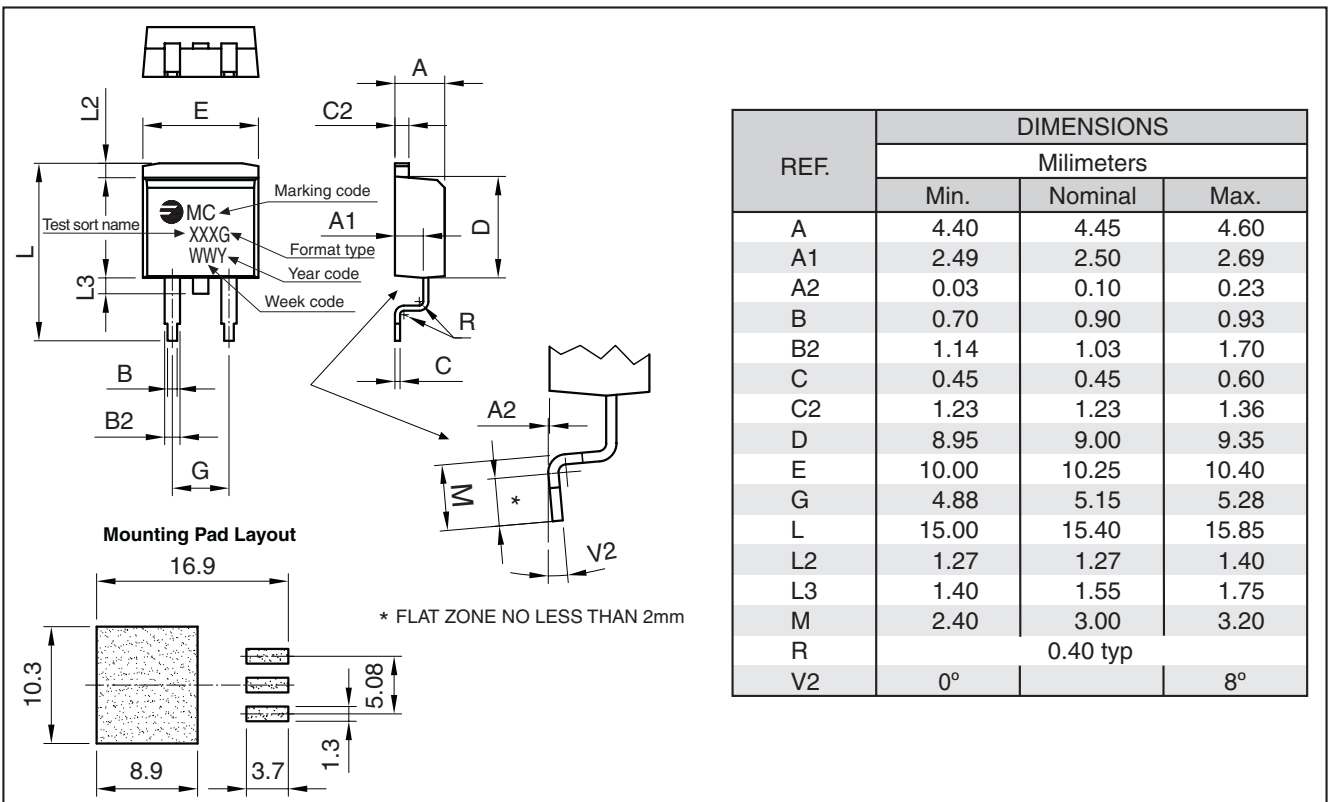 A
L2
E
C2
Marking code
MC
Test sort name
XXXG
Format type
WWY
Year code
Week code
A1
D
L
L3
R
C
B
B2
G
A2
M
*
V2
Mounting Pad Layout
16.9
10.3
5.08
8.9
3.7
1.3
* FLAT ZONE NO LESS THAN 2mm
REF. DIMENSIONS
Milimeters
Min. Nominal Max.
A 4.40 4.45 4.60
A1 2.49 2.50 2.69
A2 0.03 0.10 0.23
B 0.70 0.90 0.93
B2 1.14 1.03 1.70
C 0.45 0.45 0.60
C2 1.23 1.23 1.36
D 8.95 9.00 9.35
E 10.00 10.25 10.40
G 4.88 5.15 5.28
L 15.00 15.40 15.85
L2 1.27 1.27 1.40
L3 1.40 1.55 1.75
M 2.40 3.00 3.20
R 0.40 typ
V2 0º 8º